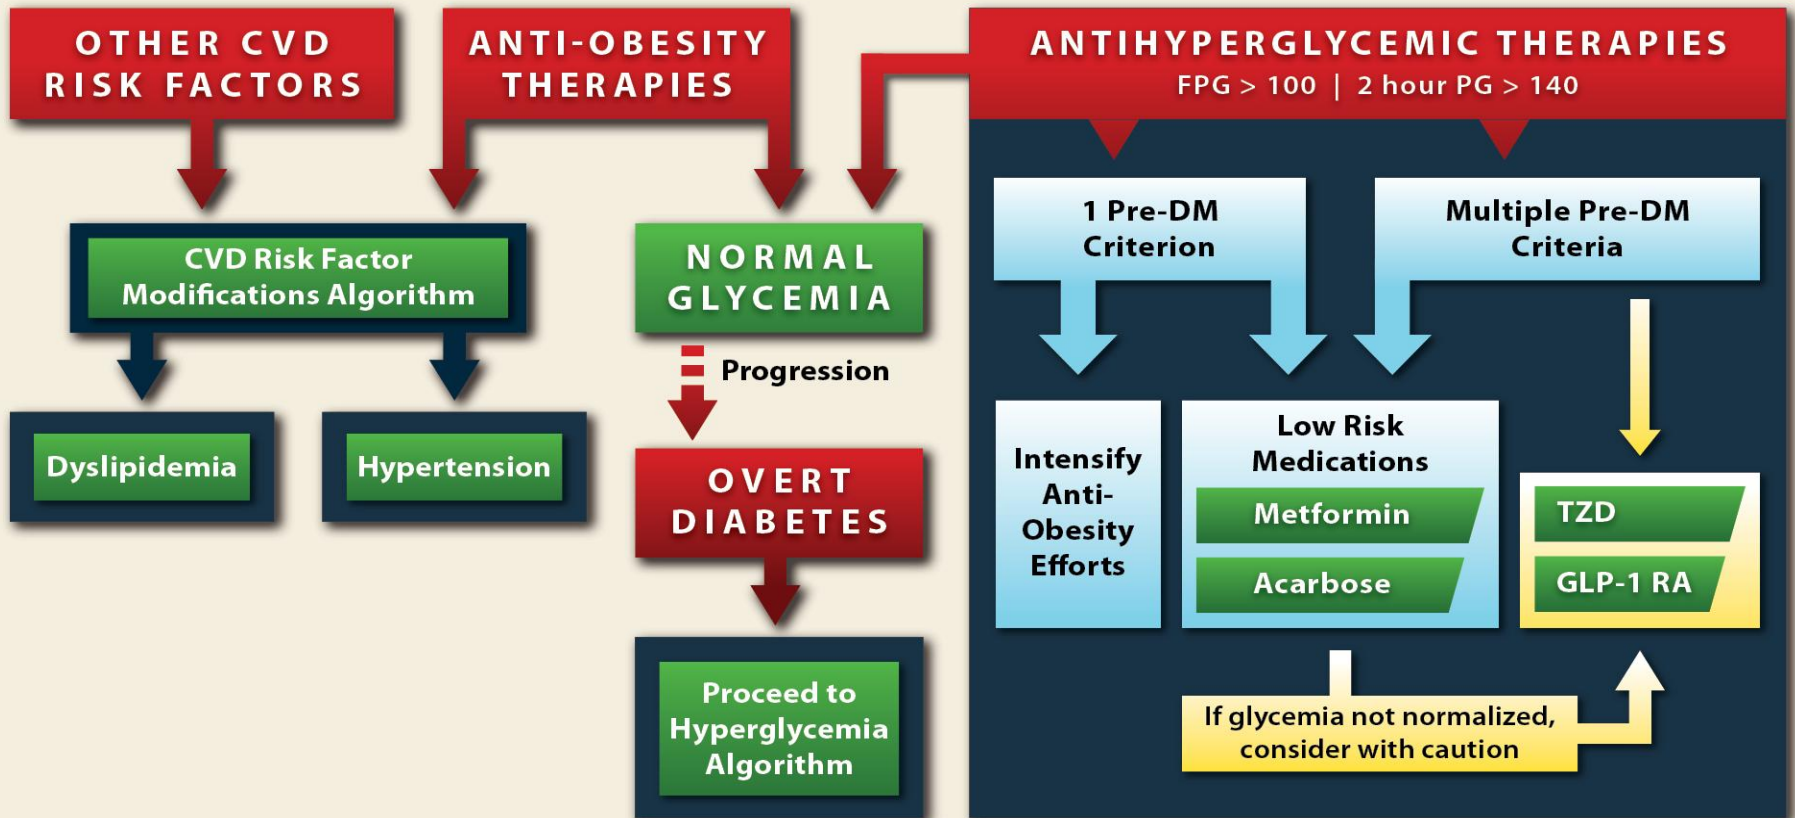 OTHER CVD
RISK FACTORS
ANTI-OBESITY
THERAPIES
ANTIHYPERGLYCEMIC THERAPIES
FPG > 100 | 2 hour PG > 140
CVD Risk Factor
Modifications Algorithm
Dyslipidemia
Hypertension
NORMAL
GLYCEMIA
Progression
OVERT
DIABETES
Proceed to
Hyperglycemia
Algorithm
1 Pre-DM
Criterion
Multiple Pre-DM
Criteria
Intensify
Anti-
Obesity
Efforts
Low Risk
Medications
Metformin
Acarbose
TZD
GLP-1 RA
If glycemia not normalized,
consider with caution